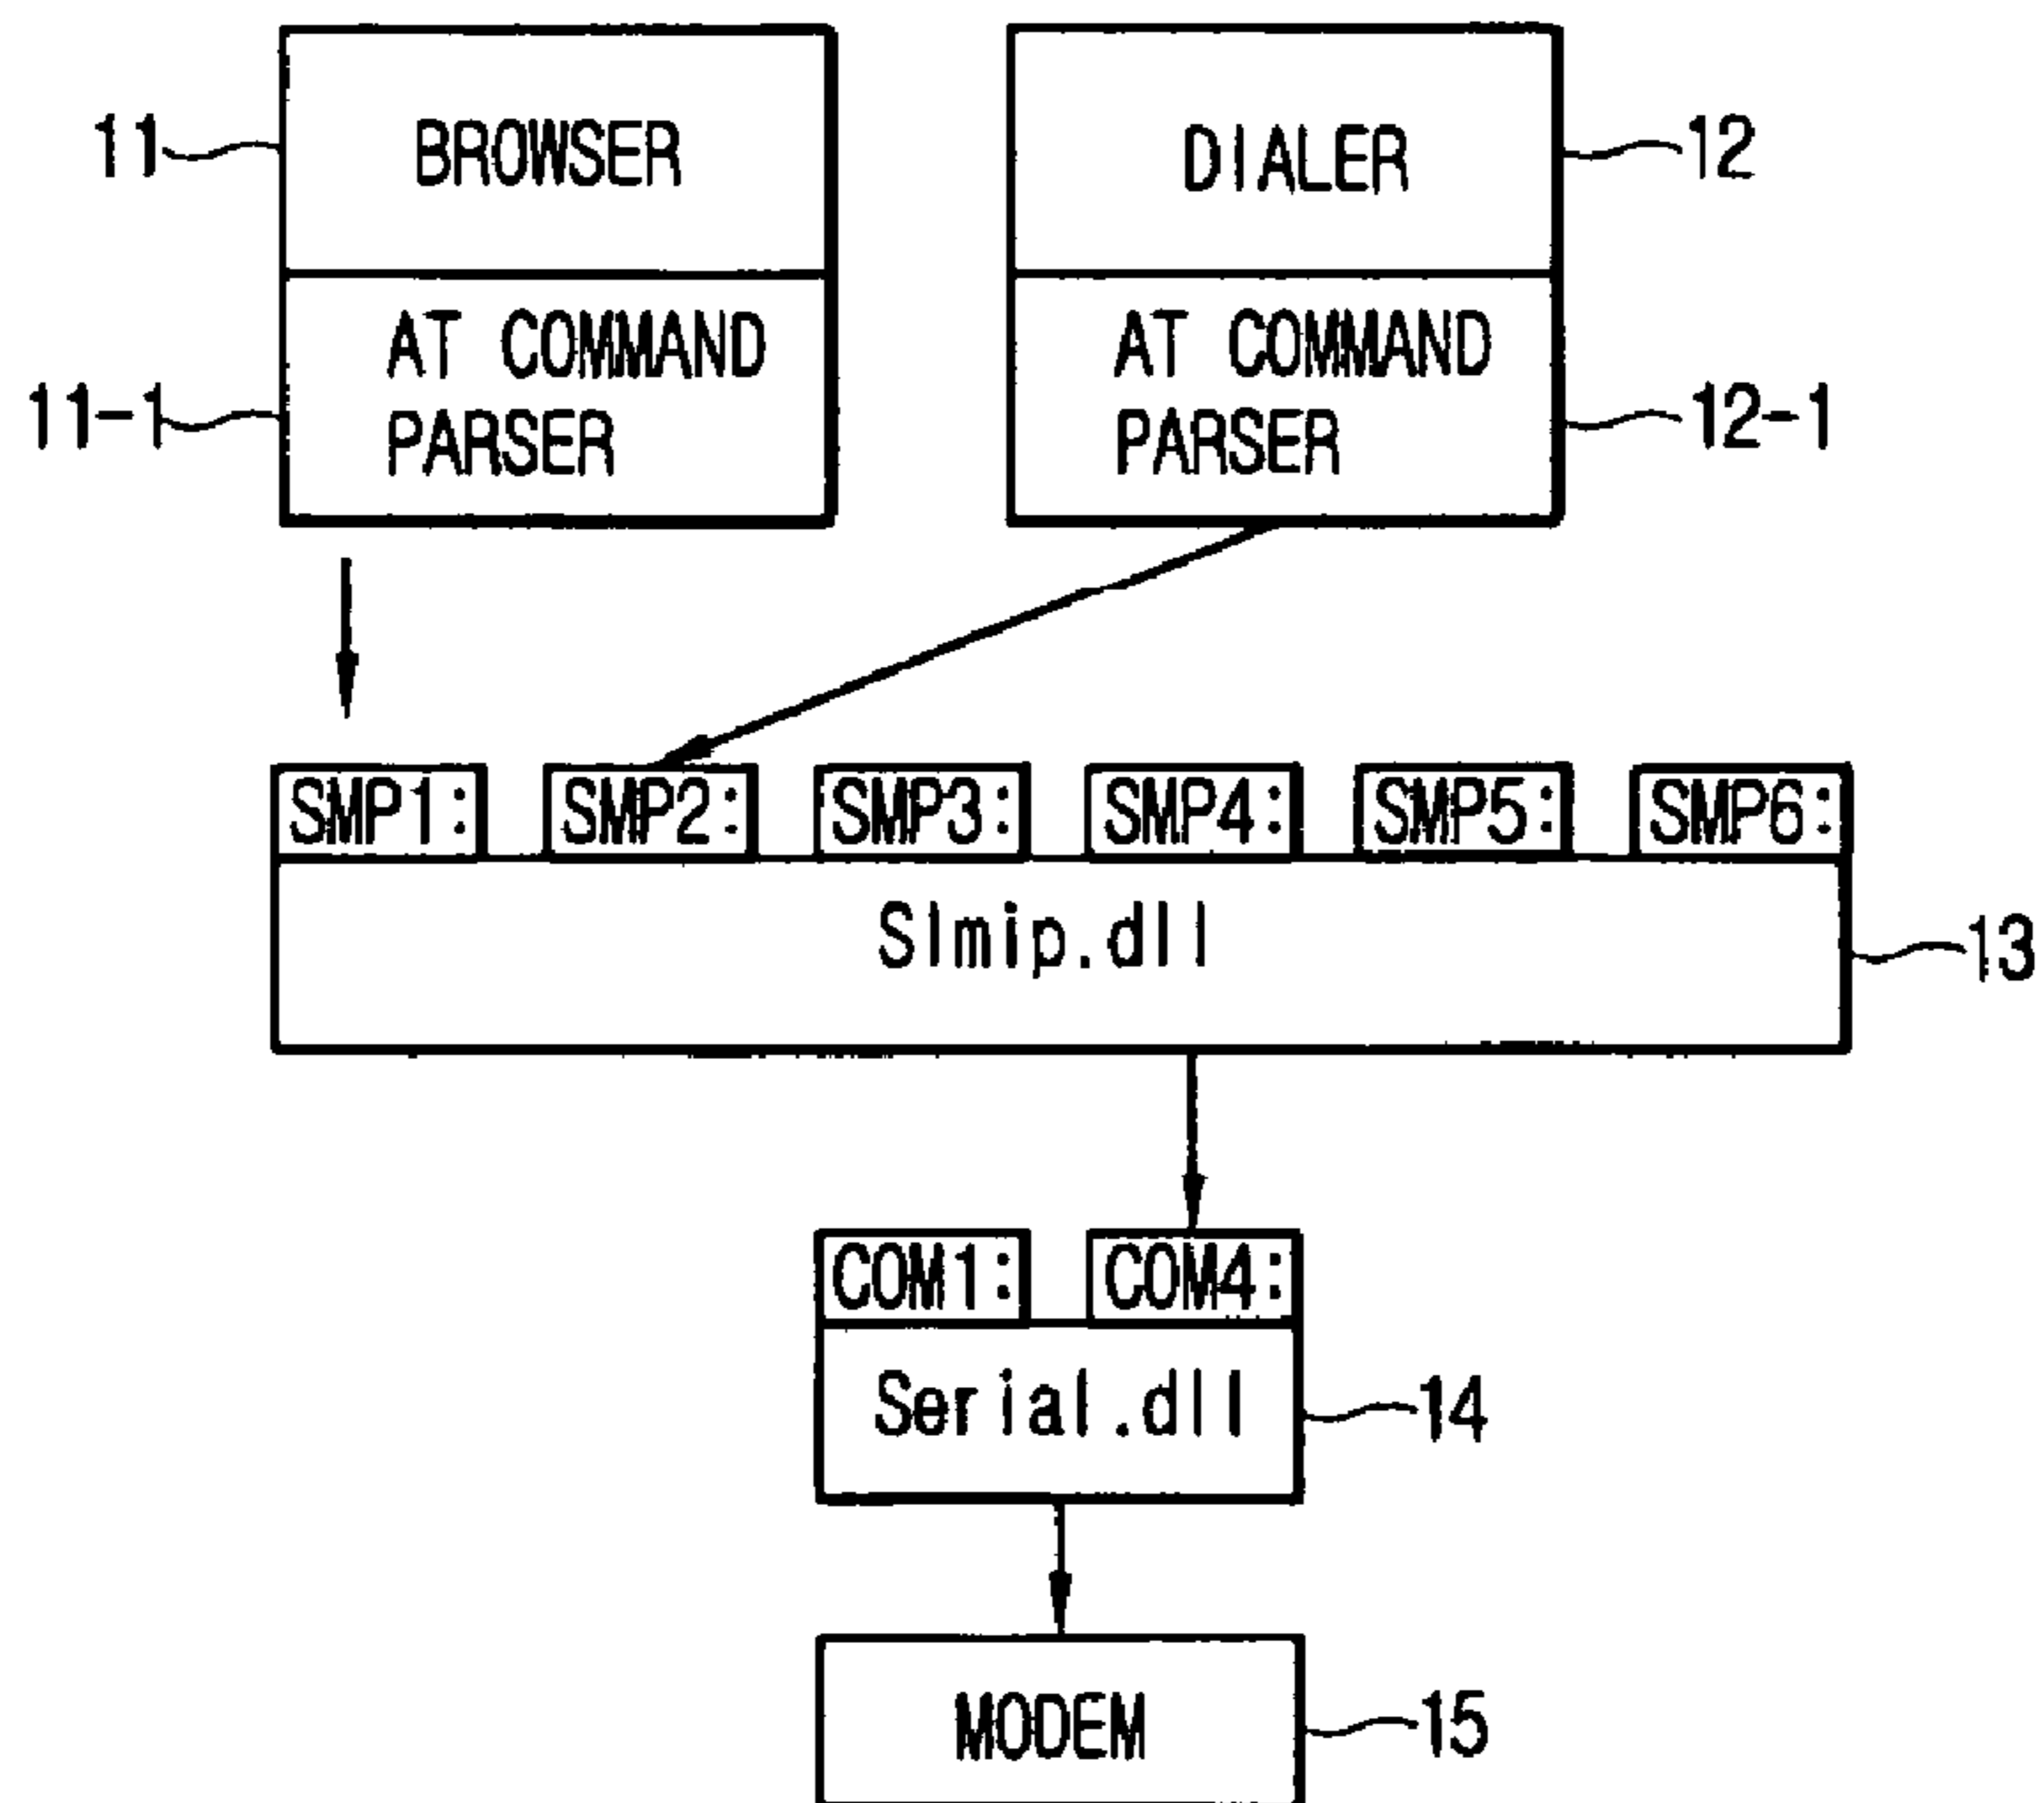 11
BROWSER
DIALER
12
11-1
AT COMMAND
PARSER
AT COMMAND
PARSER
12-1
SMP1: SMP2: SMP3: SMP4: SMP5: SMP6:
Slmip.dll
13
COM1: COM4:
Serial.dll
14
MODEM
15